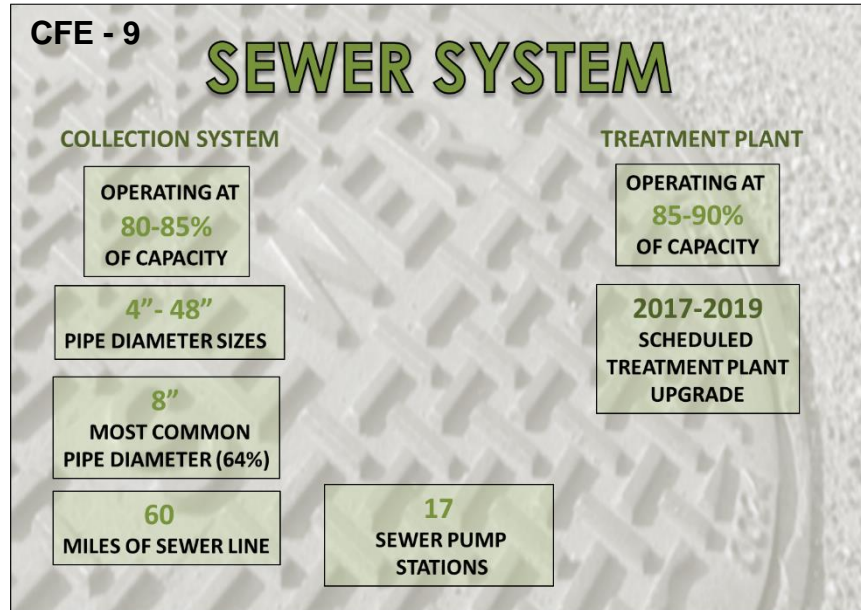 CFE - 9
SEWER SYSTEM
COLLECTION SYSTEM
OPERATING AT
80-85%
OF CAPACITY
4”- 48”
PIPE DIAMETER SIZES
8”
MOST COMMON
PIPE DIAMETER (64%)
60
MILES OF SEWER LINE
17
SEWER PUMP
STATIONS
TREATMENT PLANT
OPERATING AT
85-90%
OF CAPACITY
2017-2019
SCHEDULED
TREATMENT PLANT
UPGRADE